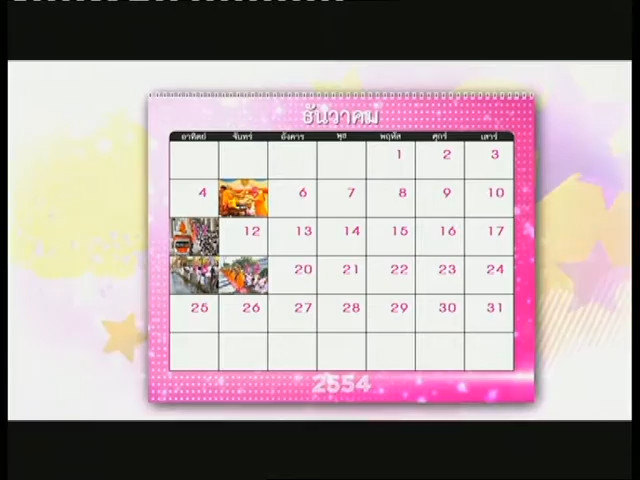 ธันวาคม
อาทิตย์ จันทร์ อังคาร พุธ พฤหัส ศุกร์ เสาร์
1 2 3
4 6 7 8 9 10
12 13 14 15 16 17
20 21 22 23 24
25 26 27 28 29 30 31
2554